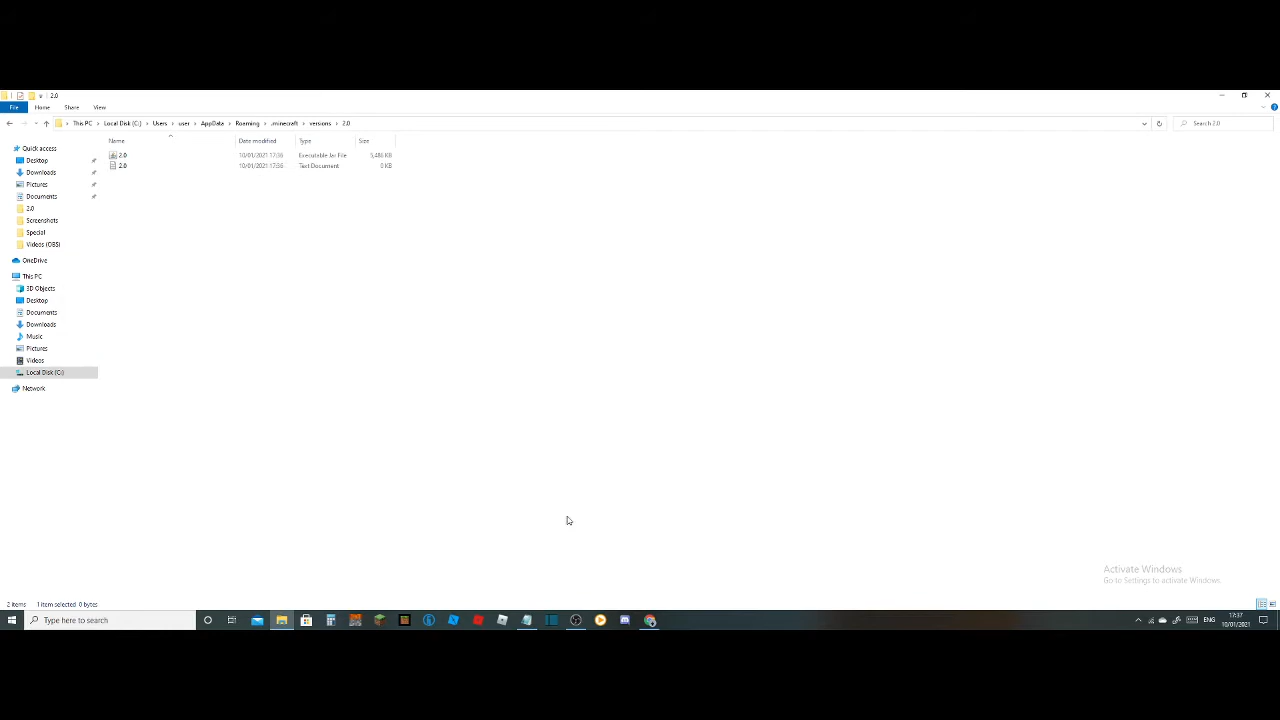 2.0
File Home Share View
This PC › Local Disk (C:) › Users › user › AppData › Roaming › .minecraft › versions › 2.0
Search 2.0
Name Date modified Type Size
2.0 10/01/2021 17:36 Executable Jar File 5,486 KB
2.0 10/01/2021 17:36 Text Document 0 KB
Quick access
Desktop
Downloads
Pictures
Documents
2.0
Screenshots
Special
Videos (OBS)
OneDrive
This PC
3D Objects
Desktop
Documents
Downloads
Music
Pictures
Videos
Local Disk (C:)
Network
Activate Windows
Go to Settings to activate Windows.
2 items 1 item selected 0 bytes
Type here to search
ENG
17:37
10/01/2021